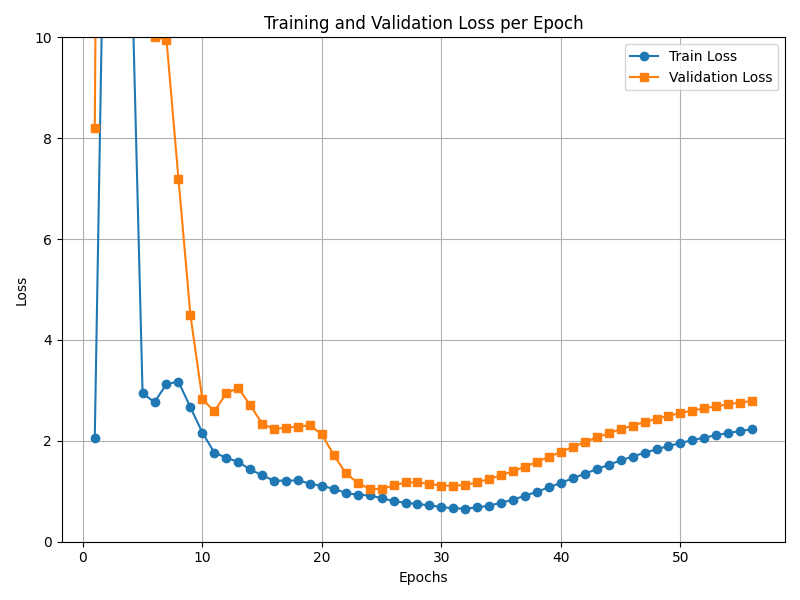 Training and Validation Loss per Epoch
Train Loss
Validation Loss
10
8
6
4
2
0
Loss
0 10 20 30 40 50
Epochs